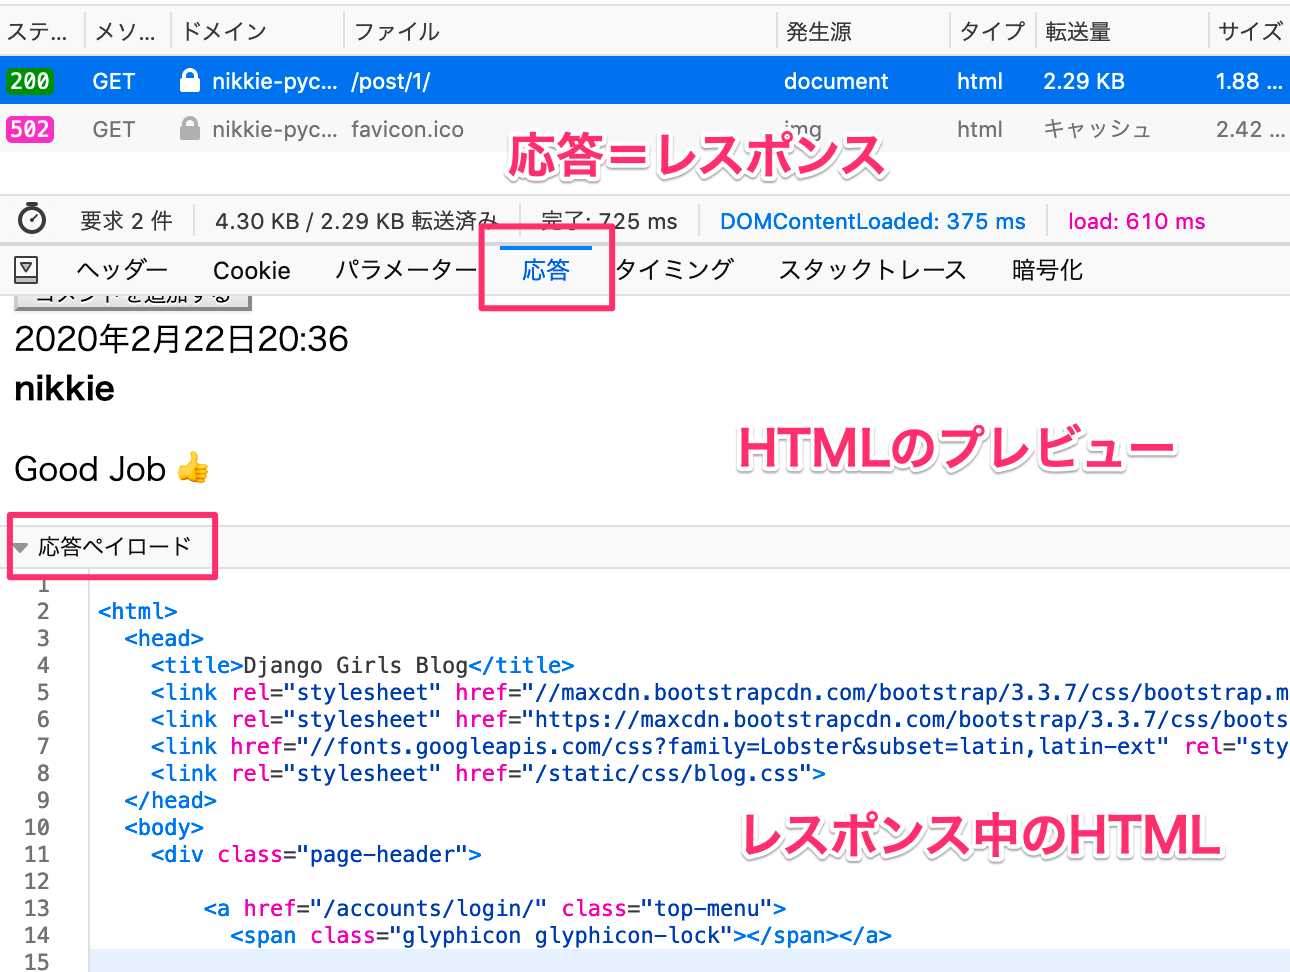 ステ... メソ... ドメイン ファイル 発生源 タイプ 転送量 サイズ
200 GET nikkie-pyc... /post/1/ document html 2.29 KB 1.88 ...
502 GET nikkie-pyc... favicon.ico img html キャッシュ 2.42 ...
応答＝レスポンス
要求 2 件 4.30 KB / 2.29 KB 転送済み 完了: 725 ms DOMContentLoaded: 375 ms load: 610 ms
ヘッダー Cookie パラメーター 応答 タイミング スタックトレース 暗号化
コメントを追加する
2020年2月22日20:36
nikkie
HTMLのプレビュー
Good Job 👍
応答ペイロード
1
2 <html>
3 <head>
4 <title>Django Girls Blog</title>
5 <link rel="stylesheet" href="//maxcdn.bootstrapcdn.com/bootstrap/3.3.7/css/bootstrap.m
6 <link rel="stylesheet" href="https://maxcdn.bootstrapcdn.com/bootstrap/3.3.7/css/boots
7 <link href="//fonts.googleapis.com/css?family=Lobster&subset=latin,latin-ext" rel="sty
8 <link rel="stylesheet" href="/static/css/blog.css">
9 </head>
10 <body>
レスポンス中のHTML
11 <div class="page-header">
12
13 <a href="/accounts/login/" class="top-menu">
14 <span class="glyphicon glyphicon-lock"></span></a>
15